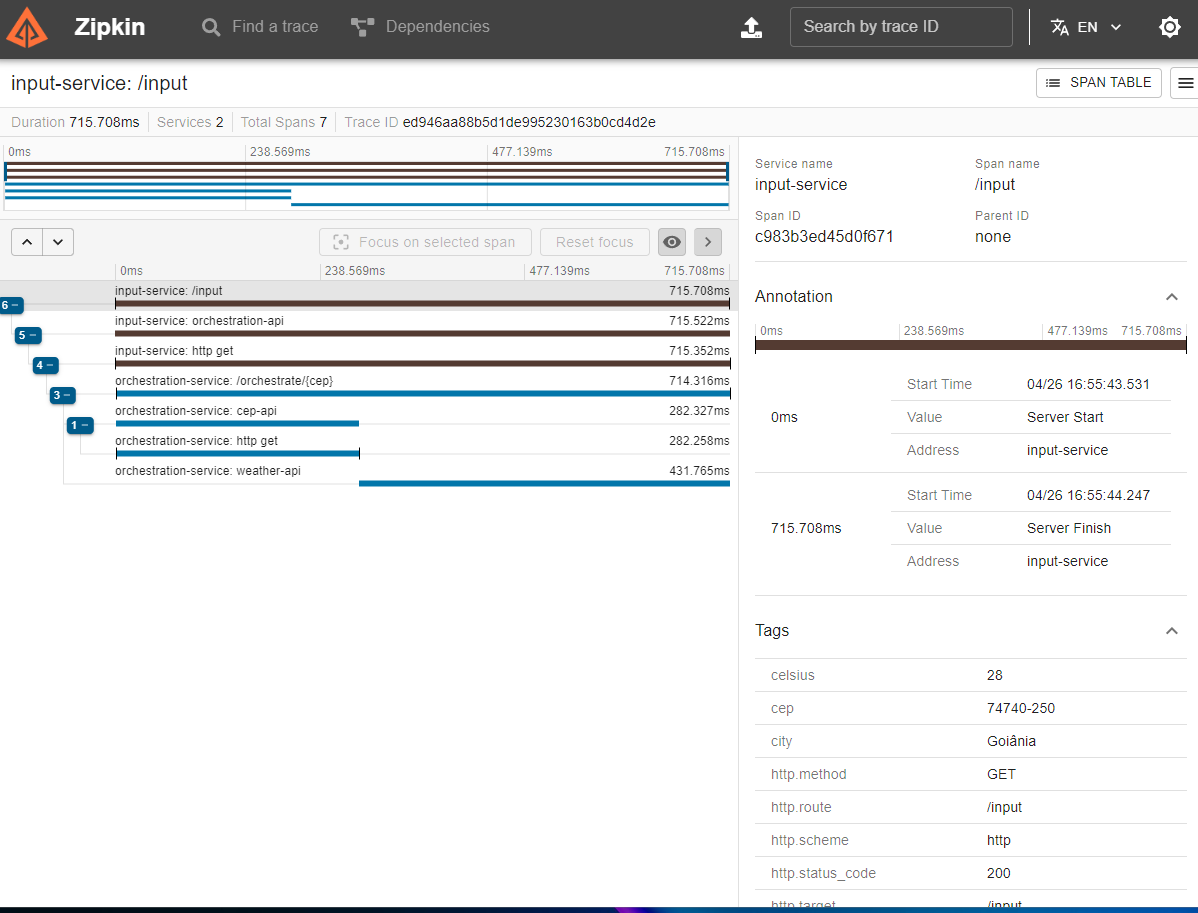 Zipkin
Find a trace
Dependencies
Search by trace ID
EN
input-service: /input
SPAN TABLE
Duration 715.708ms Services 2 Total Spans 7 Trace ID ed946aa88b5d1de995230163b0cd4d2e
0ms 238.569ms 477.139ms 715.708ms
Focus on selected span
Reset focus
0ms 238.569ms 477.139ms 715.708ms
input-service: /input 715.708ms
6 −
input-service: orchestration-api 715.522ms
5 −
input-service: http get 715.352ms
4 −
orchestration-service: /orchestrate/{cep} 714.316ms
3 −
orchestration-service: cep-api 282.327ms
1 −
orchestration-service: http get 282.258ms
orchestration-service: weather-api 431.765ms
Service name Span name
input-service /input
Span ID Parent ID
c983b3ed45d0f671 none
Annotation
0ms 238.569ms 477.139ms 715.708ms
Start Time 04/26 16:55:43.531
0ms Value Server Start
Address input-service
Start Time 04/26 16:55:44.247
715.708ms Value Server Finish
Address input-service
Tags
celsius 28
cep 74740-250
city Goiânia
http.method GET
http.route /input
http.scheme http
http.status_code 200
http.target /input